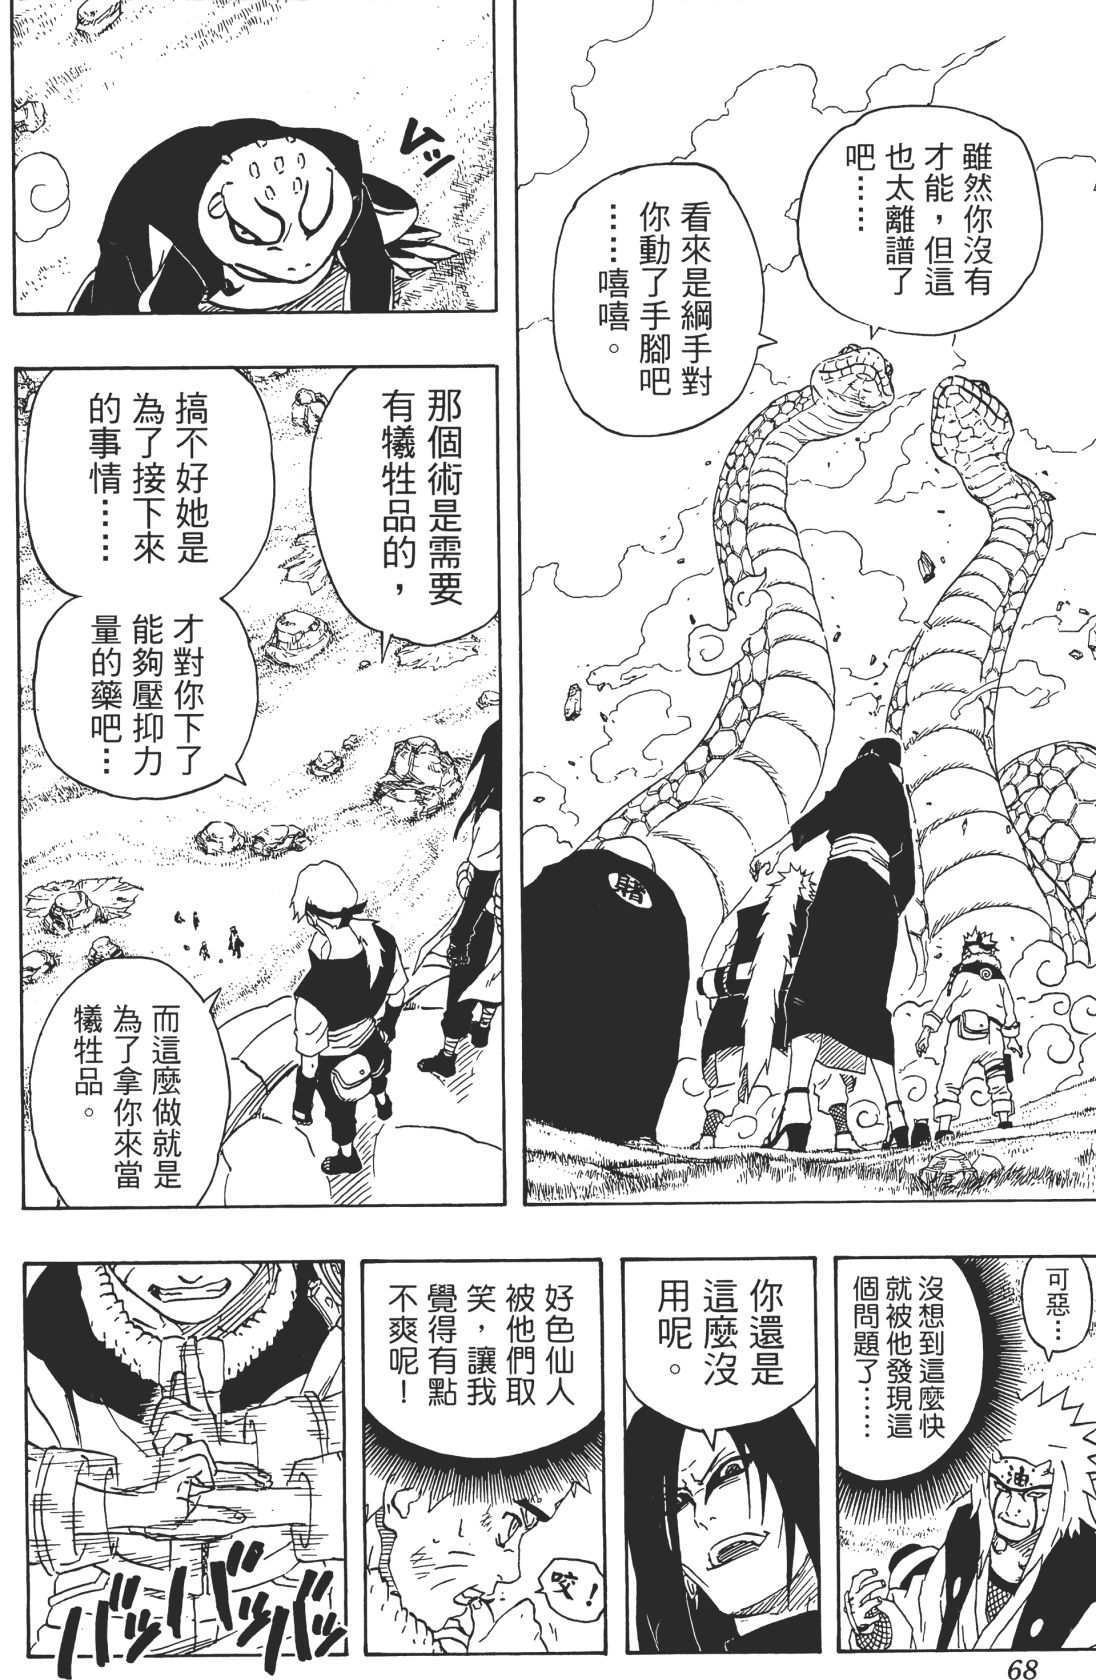 雖然你沒有
才能，但這
也太離譜了
吧……
看來是綱手對
你動了手腳吧
……嘻嘻。
賭
ムッ
那個術是需要
有犧牲品的，
搞不好她是
為了接下來
的事情……
才對你下了
能夠壓抑力
量的藥吧…
而這麼做就是
為了拿你來當
犧牲品。
可惡…
沒想到這麼快
就被他發現這
個問題了……
油
你還是
這麼沒
用呢。
好色仙人
被他們取
笑，讓我
覺得有點
不爽呢！
咬！
バッ
バッ
バッ
68